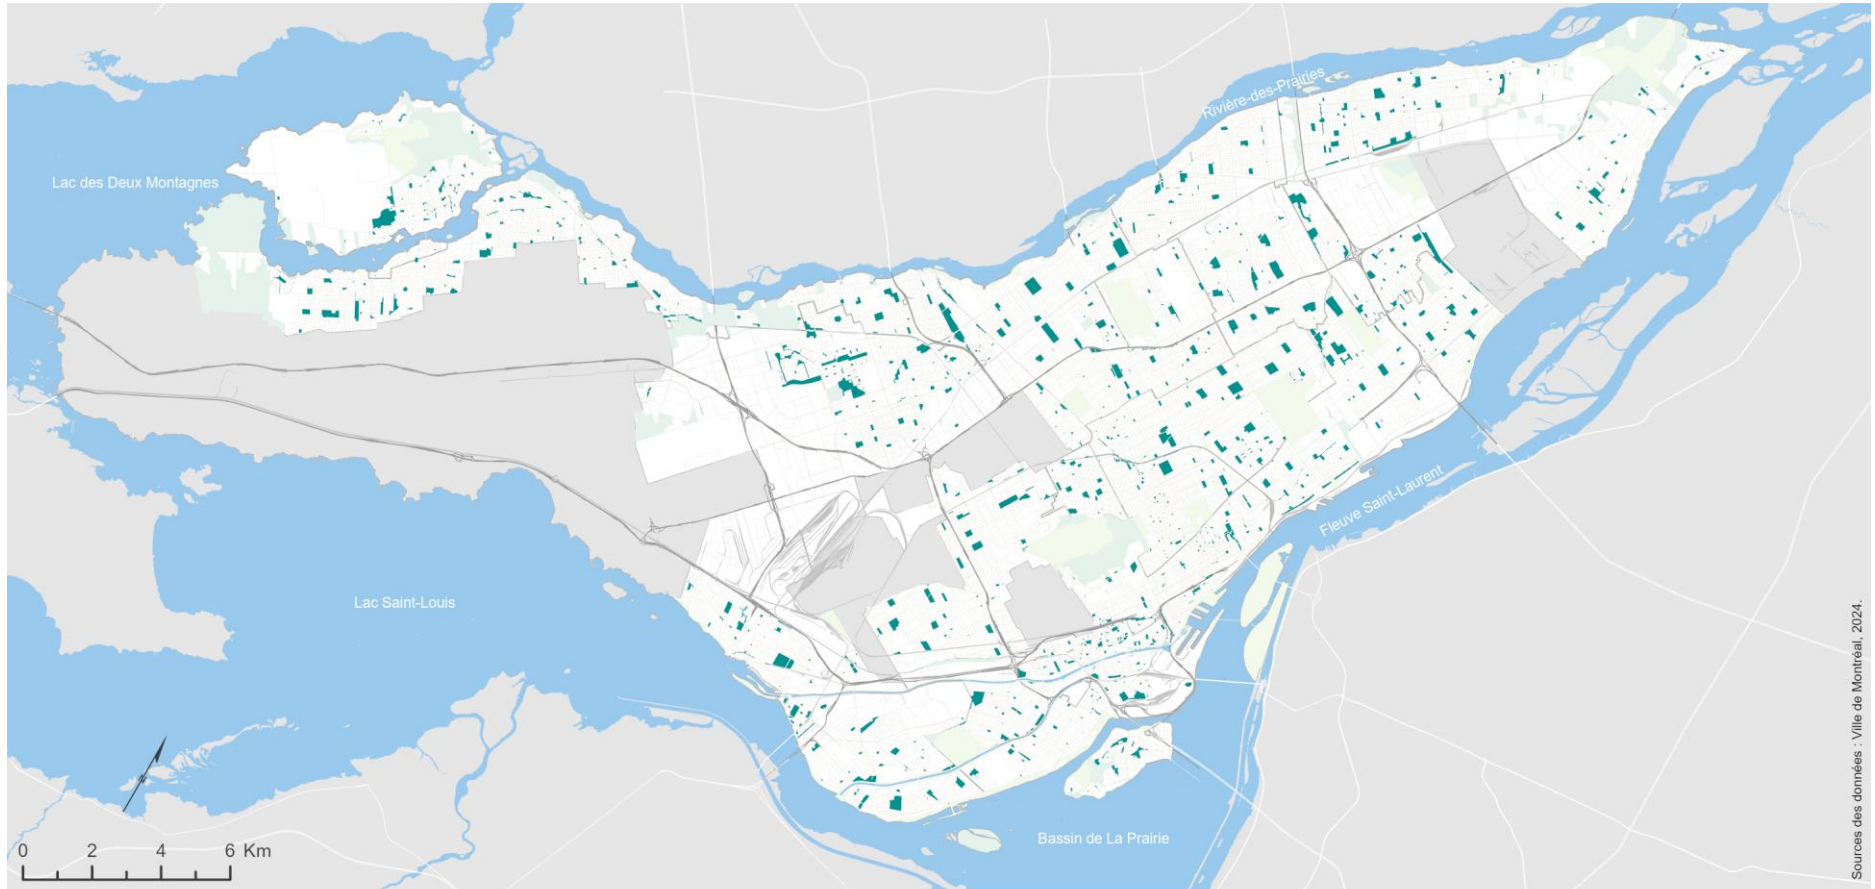 Rivière-des-Prairies
Lac des Deux Montagnes
Fleuve Saint-Laurent
Lac Saint-Louis
Bassin de La Prairie
0 2 4 6 Km
Sources des données : Ville de Montréal, 2024.